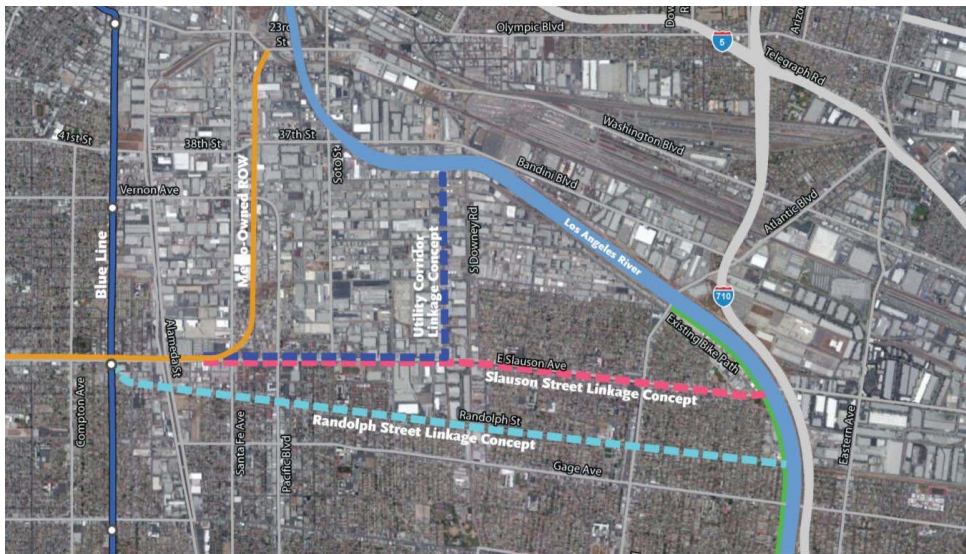 23rd
St
Olympic Blvd
5
Telegraph Rd
41st St
38th St
37th St
Soto St
Washington Blvd
Bandini Blvd
Atlantic Blvd
Vernon Ave
Metro-Owned ROW
Blue Line
Utility Corridor
Linkage Concept
S Downey Rd
Los Angeles River
710
Existing Bike Path
Alameda St
E Slauson Ave
Slauson Street Linkage Concept
Compton Ave
Santa Fe Ave
Pacific Blvd
Randolph St
Randolph Street Linkage Concept
Gage Ave
Eastern Ave